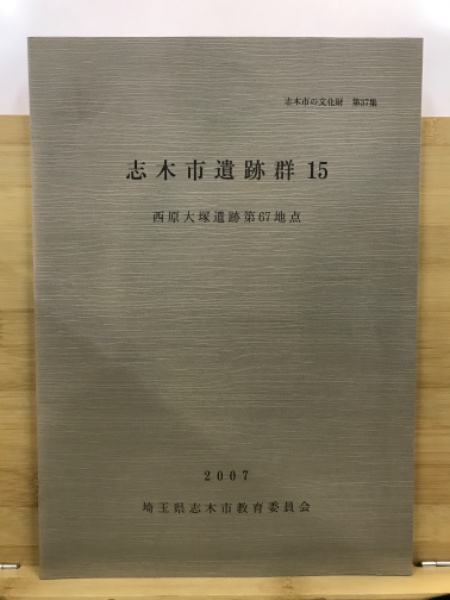 志木市の文化財 第37集
志木市遺跡群 15
西原大塚遺跡第67地点
2007
埼玉県志木市教育委員会